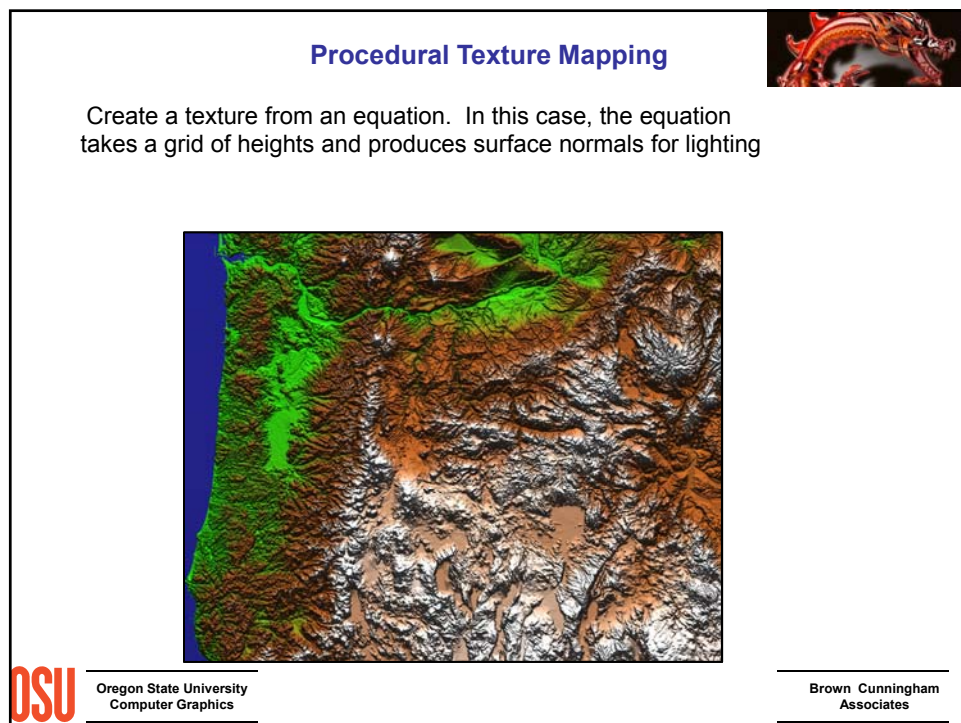 Procedural Texture Mapping
Create a texture from an equation. In this case, the equation
takes a grid of heights and produces surface normals for lighting
OSU
Oregon State University
Computer Graphics
Brown Cunningham
Associates